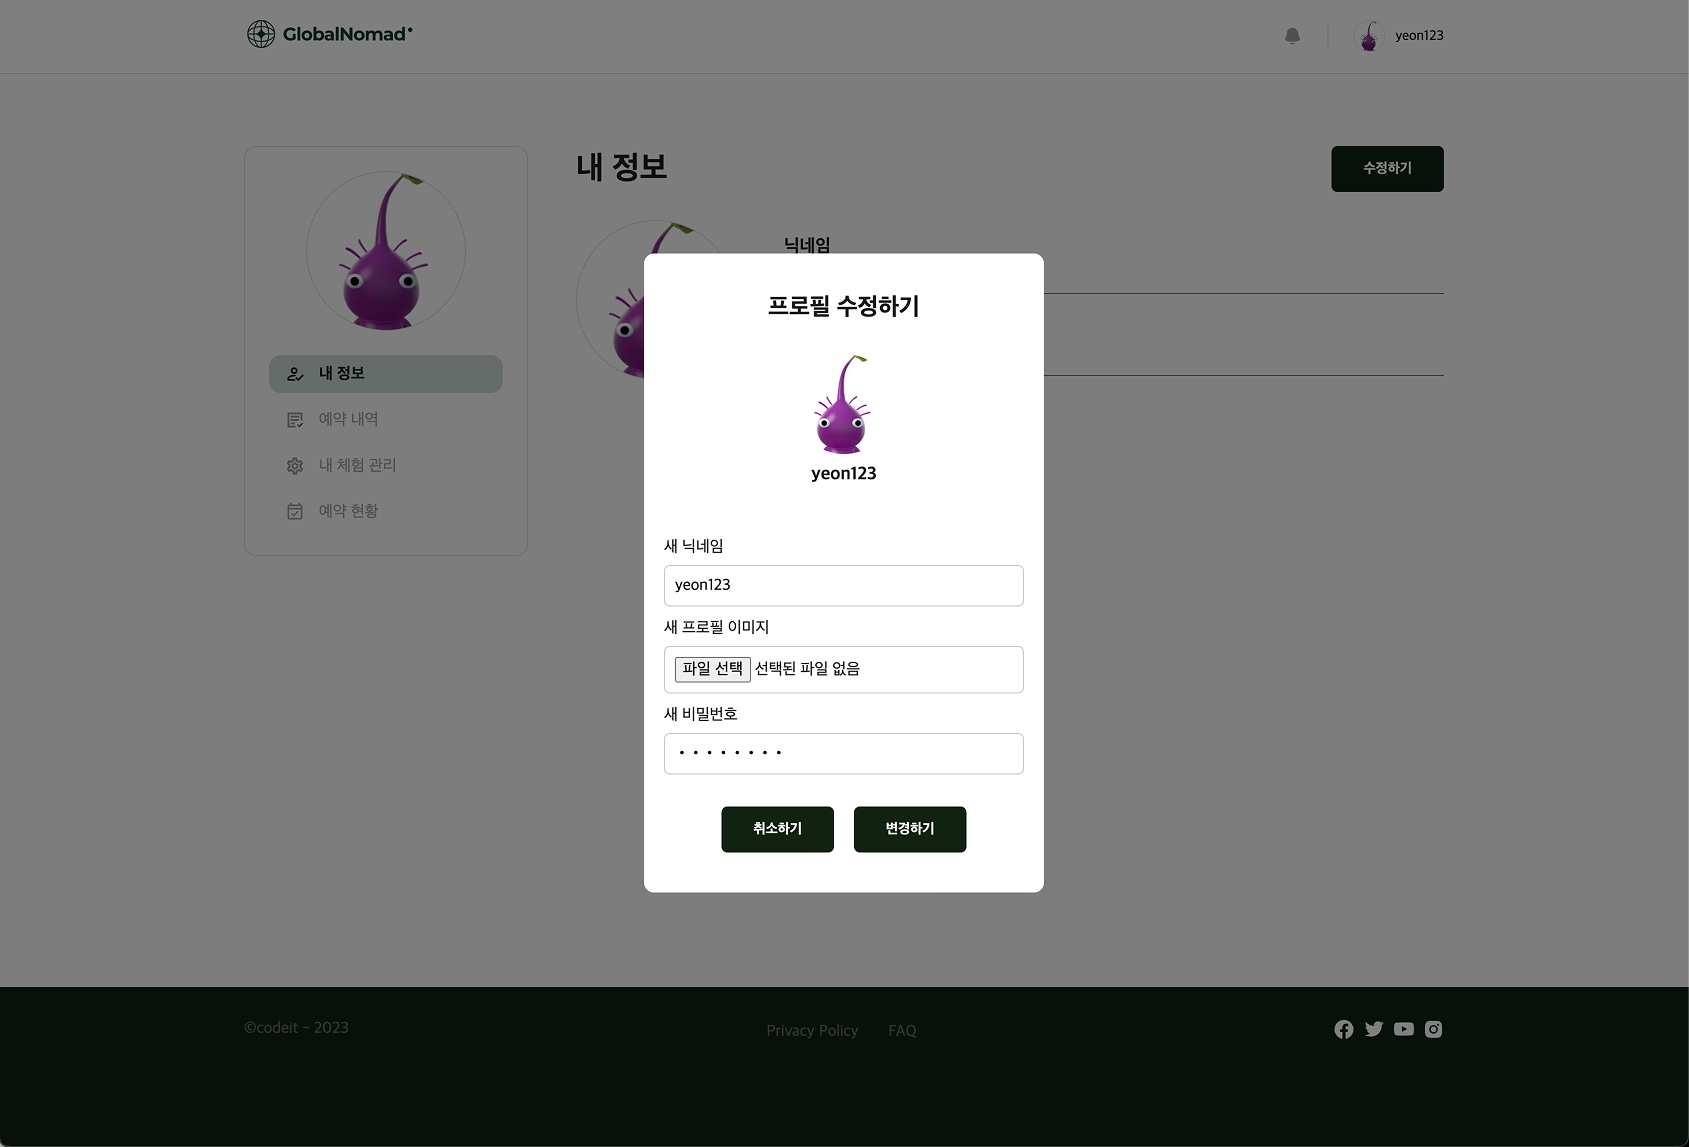 GlobalNomad
yeon123
내 정보
수정하기
닉네임
내 정보
예약 내역
내 체험 관리
예약 현황
프로필 수정하기
yeon123
새 닉네임
yeon123
새 프로필 이미지
파일 선택 선택된 파일 없음
새 비밀번호
••••••••
취소하기 변경하기
©codeit - 2023
Privacy Policy FAQ